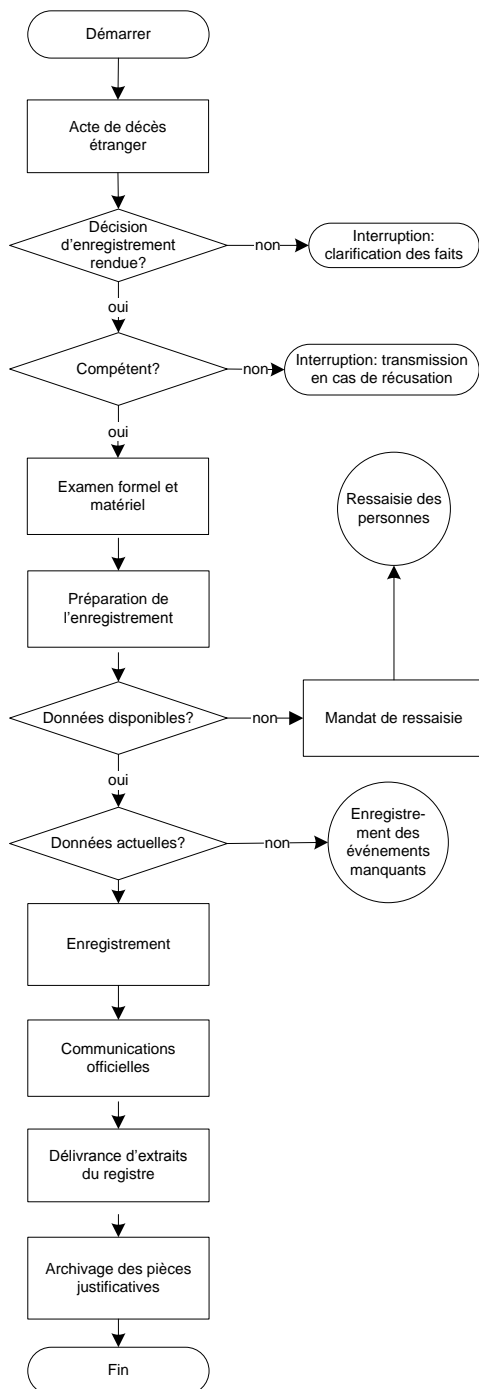 Démarrer
Acte de décès
étranger
Décision
d’enregistrement
rendue?
non
Interruption:
clarification des faits
oui
Compétent?
non
Interruption: transmission
en cas de récusation
oui
Examen formel et
matériel
Ressaisie des
personnes
Préparation de
l’enregistrement
Données disponibles?
non
Mandat de ressaisie
oui
Données actuelles?
non
Enregistre-
ment des
événements
manquants
Enregistrement
Communications
officielles
Délivrance d’extraits
du registre
Archivage des pièces
justificatives
Fin